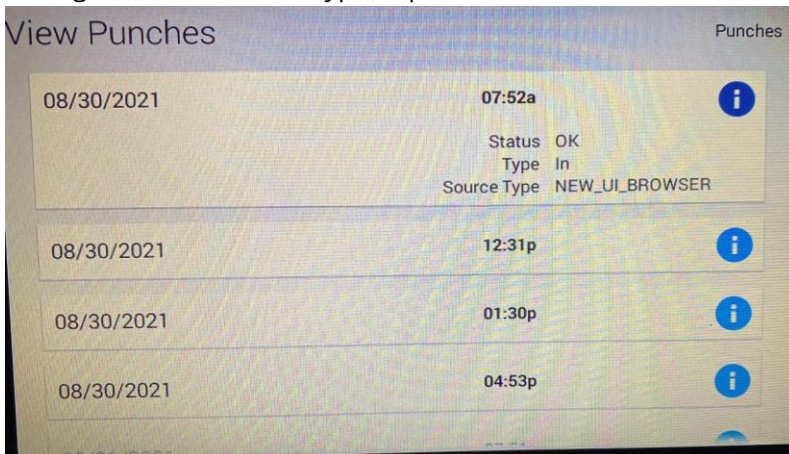 View Punches Punches
08/30/2021 07:52a i
Status OK
Type In
Source Type NEW_UI_BROWSER
08/30/2021 12:31p i
08/30/2021 01:30p i
08/30/2021 04:53p i